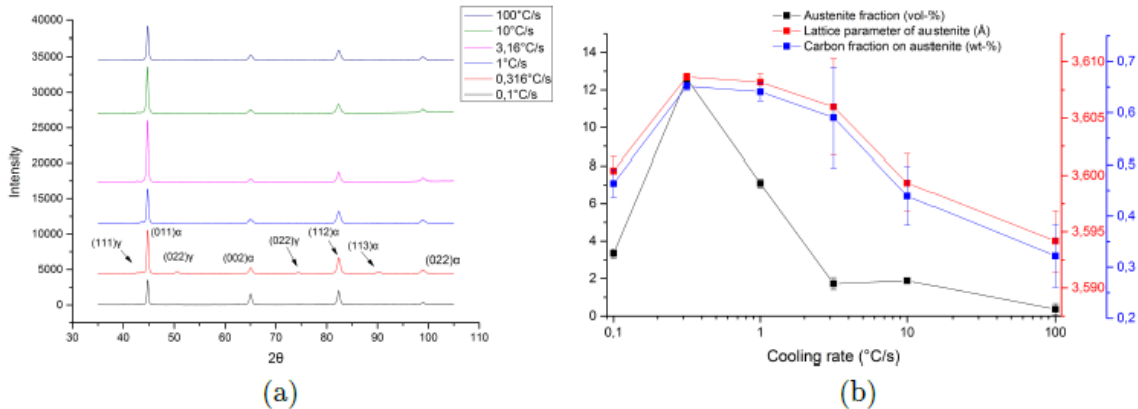 40000
35000
30000
25000
20000
15000
10000
5000
0
Intensity
30 40 50 60 70 80 90 100 110
2θ
100°C/s
10°C/s
3,16°C/s
1°C/s
0,316°C/s
0,1°C/s
(111)γ
(011)α
(022)γ
(002)α
(022)γ
(112)α
(113)α
(022)α
(a)
Austenite fraction (vol-%)
Lattice parameter of austenite (Å)
Carbon fraction on austenite (wt-%)
14
12
10
8
6
4
2
0
0,1 1 10 100
Cooling rate (°C/s)
3,610
3,605
3,600
3,595
3,590
0,7
0,6
0,5
0,4
0,3
0,2
(b)